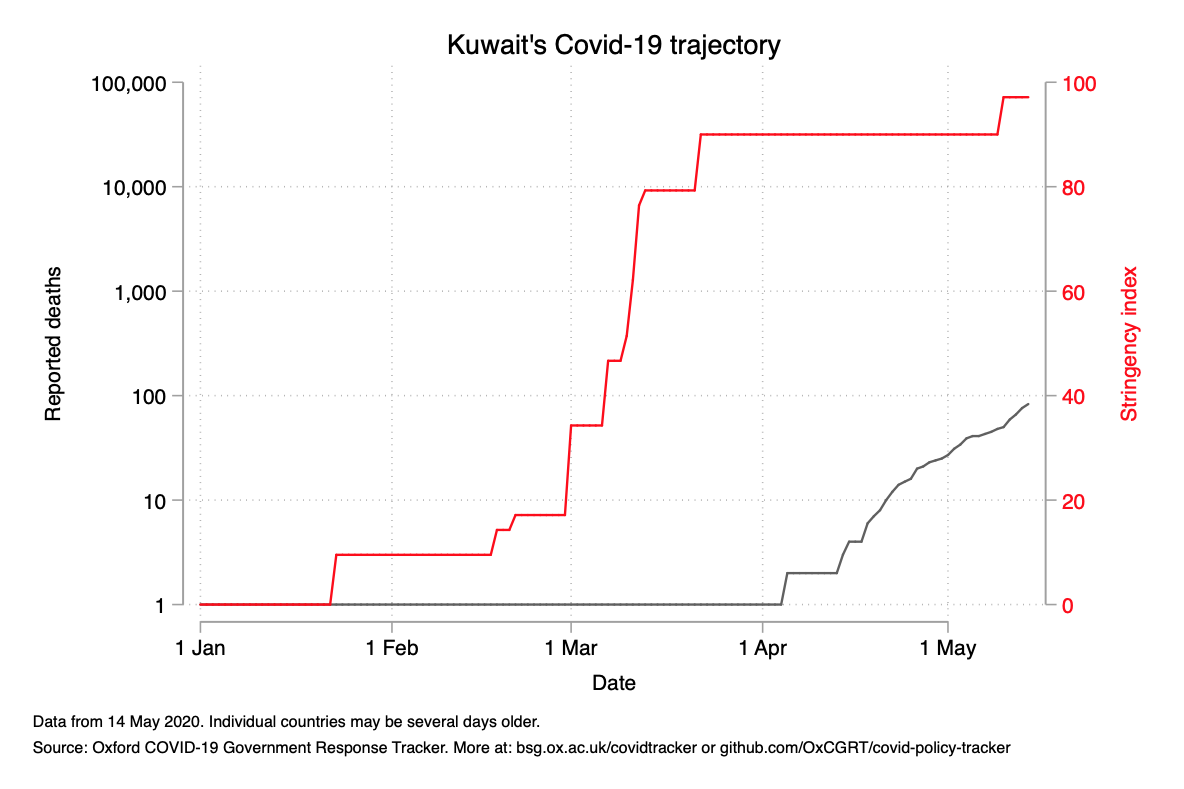 Kuwait's Covid-19 trajectory
100,000
10,000
1,000
100
10
1
Reported deaths
100
80
60
40
20
0
Stringency index
1 Jan
1 Feb
1 Mar
1 Apr
1 May
Date
Data from 14 May 2020. Individual countries may be several days older.
Source: Oxford COVID-19 Government Response Tracker. More at: bsg.ox.ac.uk/covidtracker or github.com/OxCGRT/covid-policy-tracker